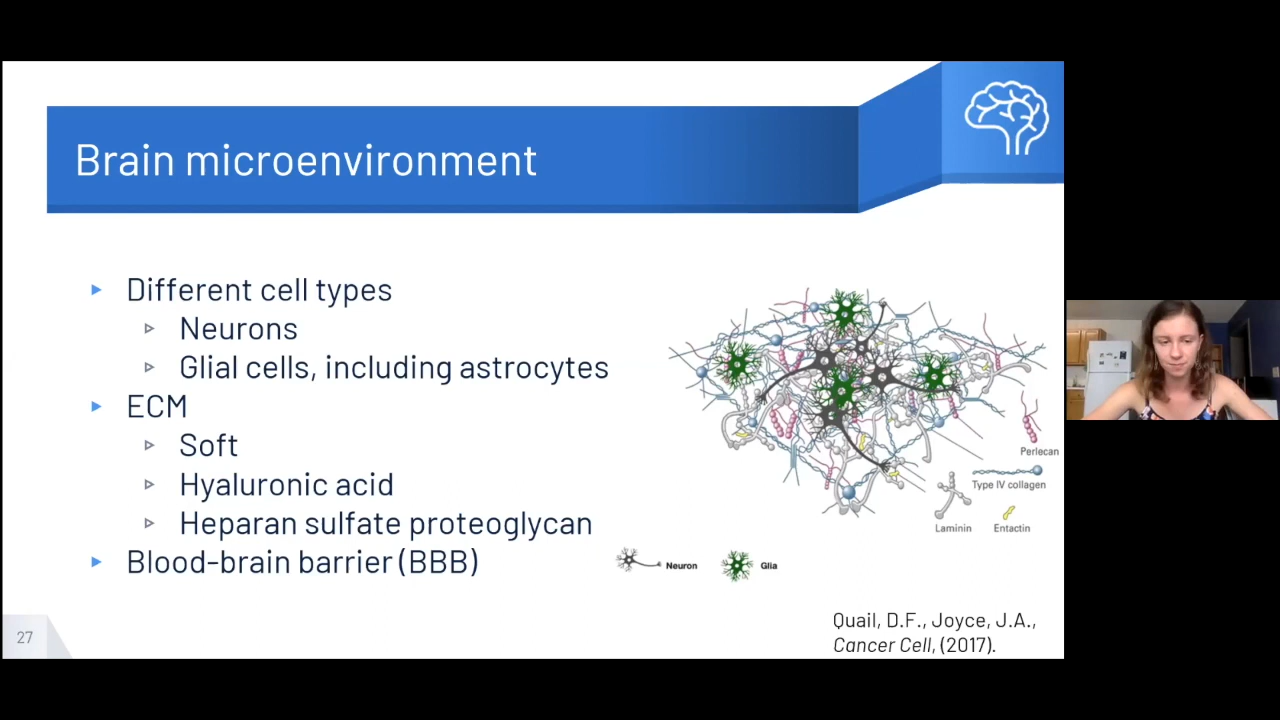 Brain microenvironment
Different cell types
Neurons
Glial cells, including astrocytes
ECM
Soft
Hyaluronic acid
Heparan sulfate proteoglycan
Blood-brain barrier (BBB)
Perlecan
Type IV collagen
Laminin
Entactin
Neuron
Glia
Quail, D.F., Joyce, J.A.,
Cancer Cell, (2017).
27